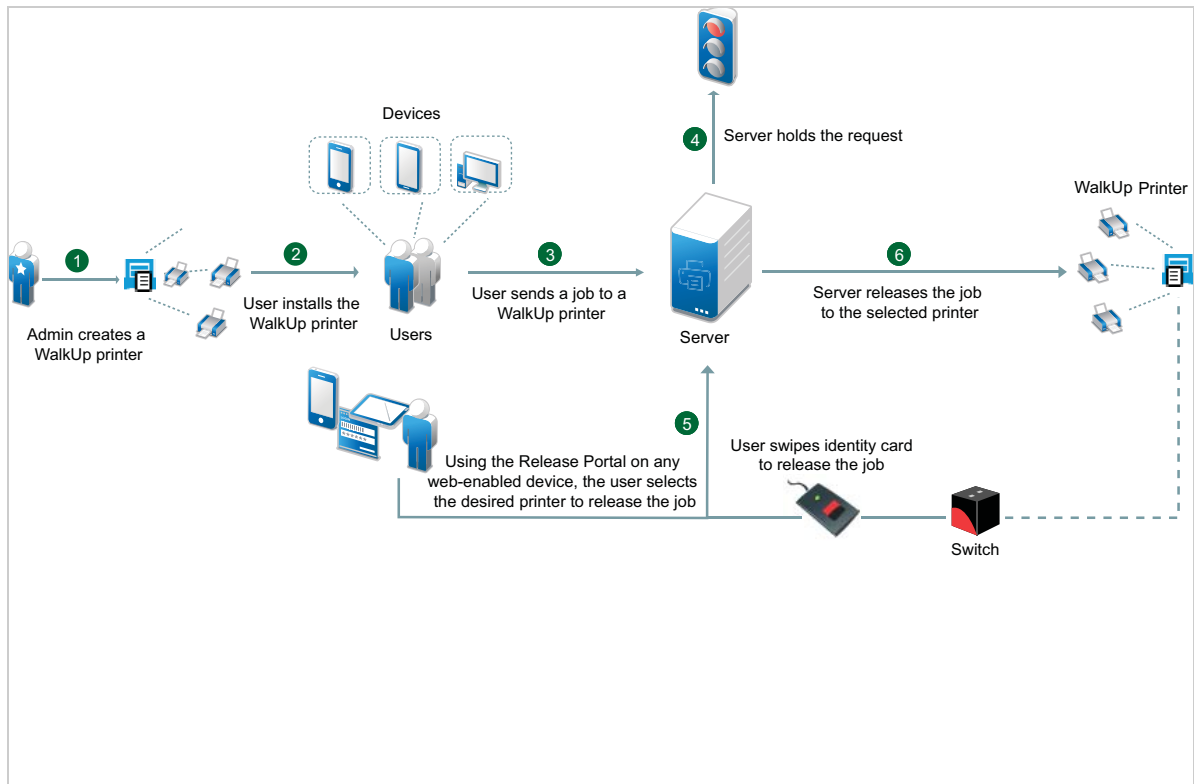 Devices
4
Server holds the request
WalkUp Printer
1
2
3
6
User installs the
WalkUp printer
User sends a job to a
WalkUp printer
Server releases the job
to the selected printer
Admin creates a
WalkUp printer
Users
Server
5
Using the Release Portal on any
web-enabled device, the user selects
the desired printer to release the job
User swipes identity card
to release the job
Switch